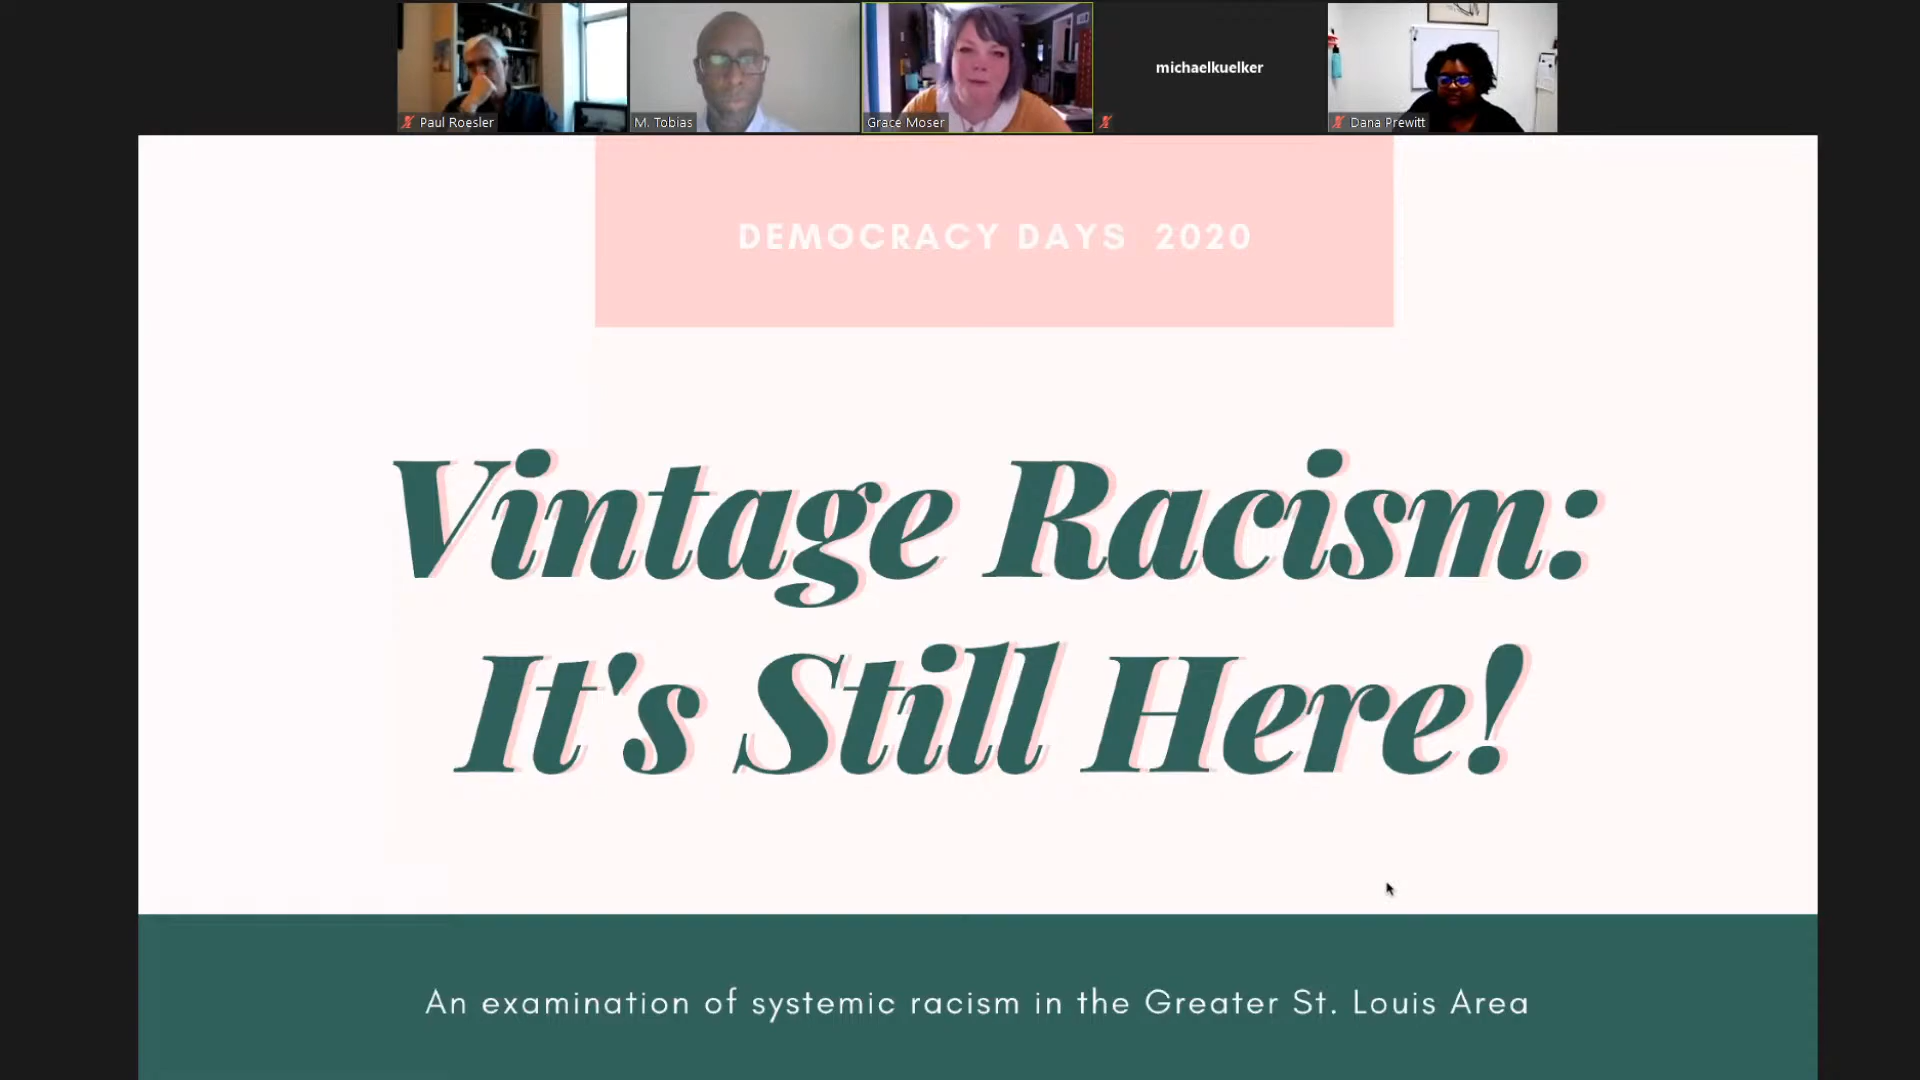 Paul Roesler
M. Tobias
Grace Moser
michaelkuelker
Dana Prewitt
DEMOCRACY DAYS 2020
Vintage Racism:
It's Still Here!
An examination of systemic racism in the Greater St. Louis Area